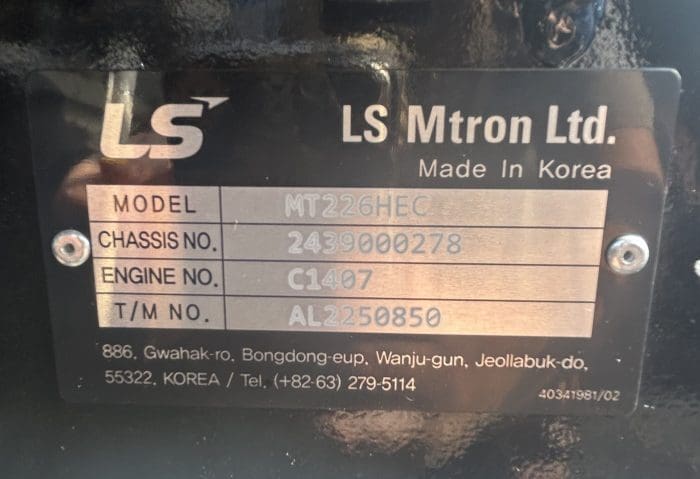 LS LS Mtron Ltd.
Made In Korea
MODEL MT226HEC
CHASSIS NO. 2439000278
ENGINE NO. C1407
T/M NO. AL2250850
886, Gwahak-ro, Bongdong-eup, Wanju-gun, Jeollabuk-do,
55322, KOREA / Tel, (+82-63) 279-5114
40341981/02